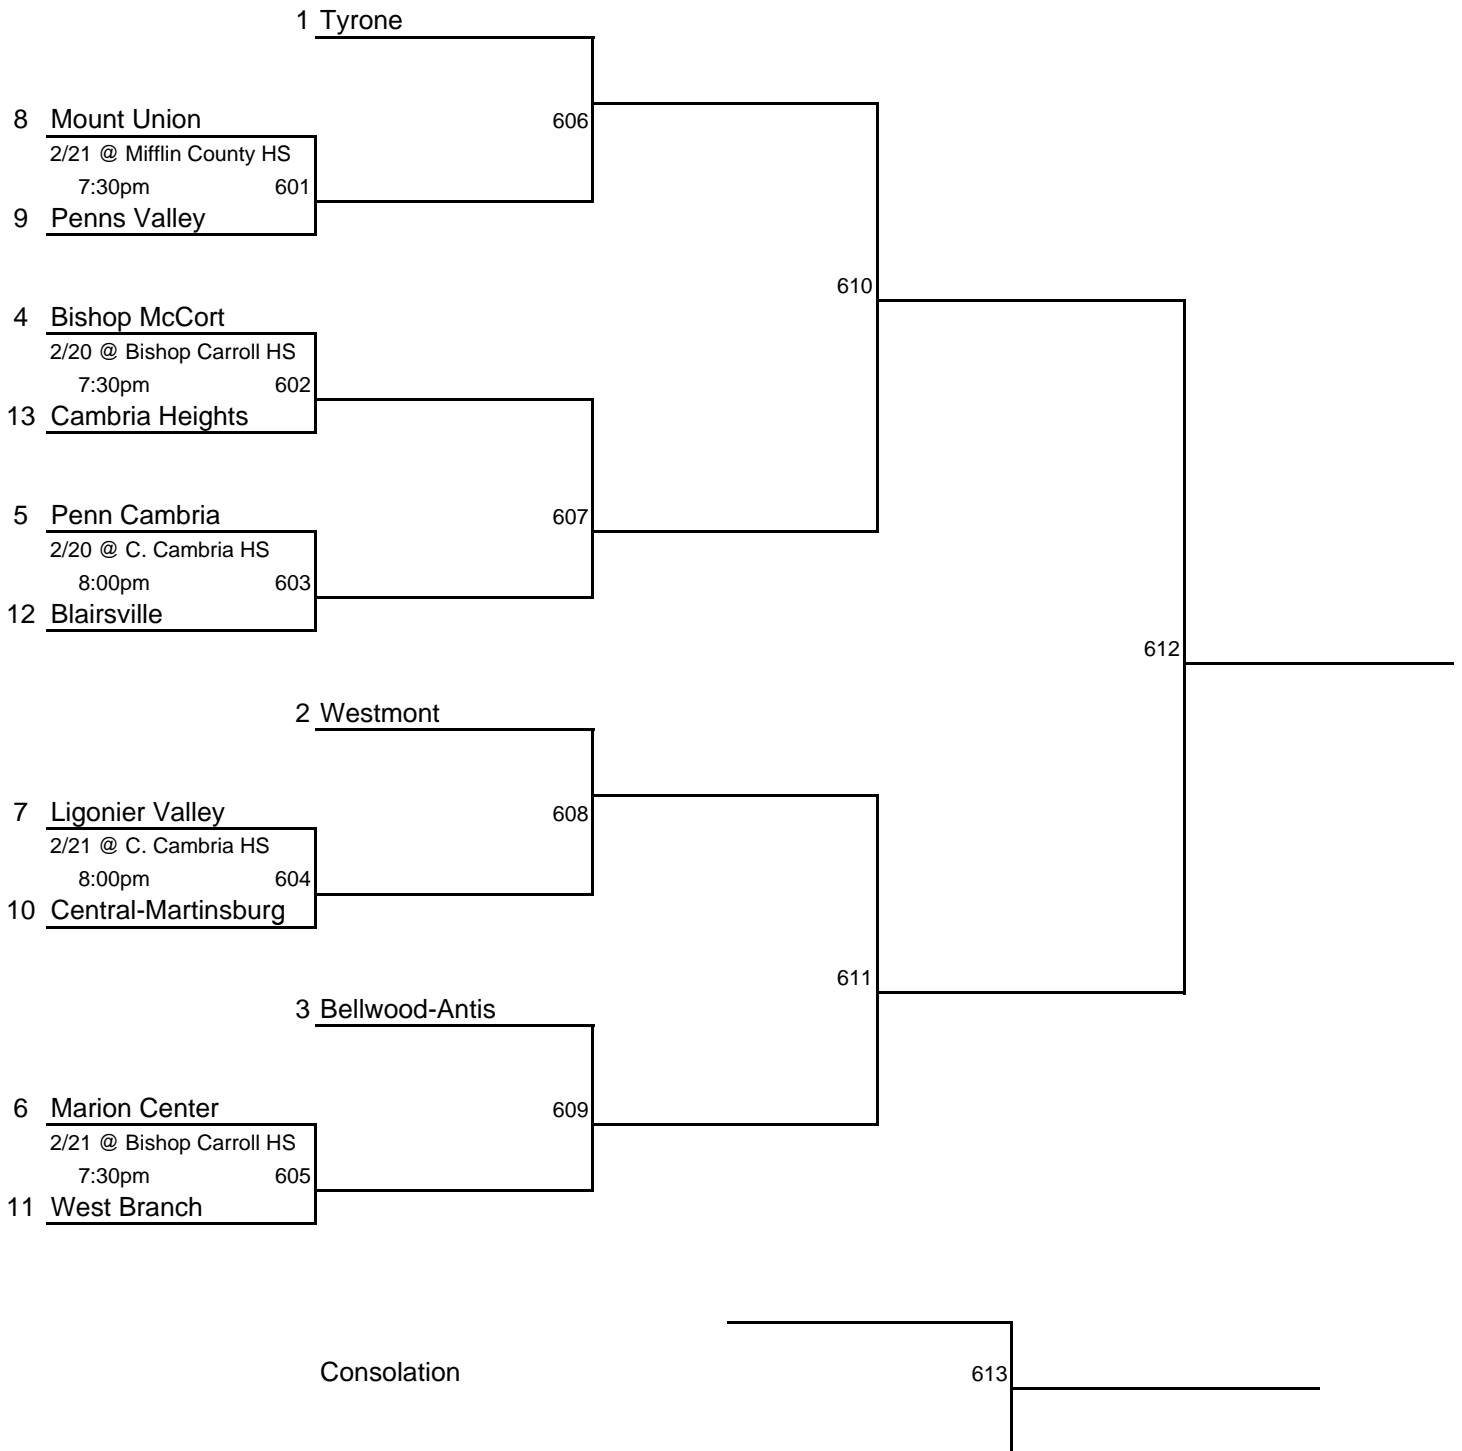 1 Tyrone
8 Mount Union
606
2/21 @ Mifflin County HS
7:30pm 601
9 Penns Valley
610
4 Bishop McCort
2/20 @ Bishop Carroll HS
7:30pm 602
13 Cambria Heights
5 Penn Cambria
607
2/20 @ C. Cambria HS
8:00pm 603
12 Blairsville
612
2 Westmont
7 Ligonier Valley
608
2/21 @ C. Cambria HS
8:00pm 604
10 Central-Martinsburg
611
3 Bellwood-Antis
6 Marion Center
609
2/21 @ Bishop Carroll HS
7:30pm 605
11 West Branch
Consolation
613